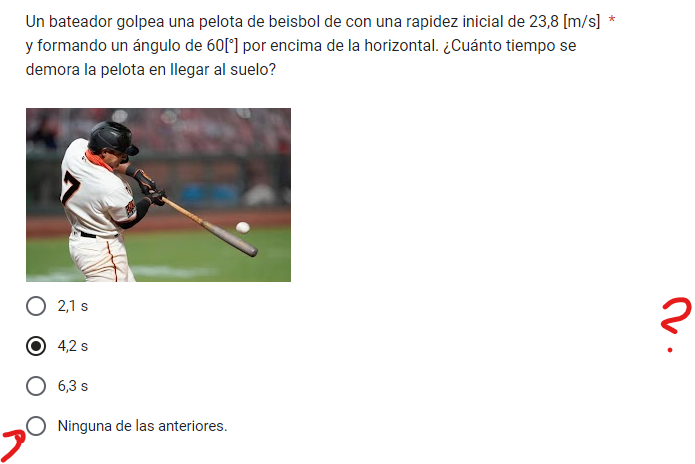 Un bateador golpea una pelota de beisbol de con una rapidez inicial de 23,8 [m/s] *
y formando un ángulo de 60[°] por encima de la horizontal. ¿Cuánto tiempo se
demora la pelota en llegar al suelo?
7
2,1 s
4,2 s
?
6,3 s
Ninguna de las anteriores.